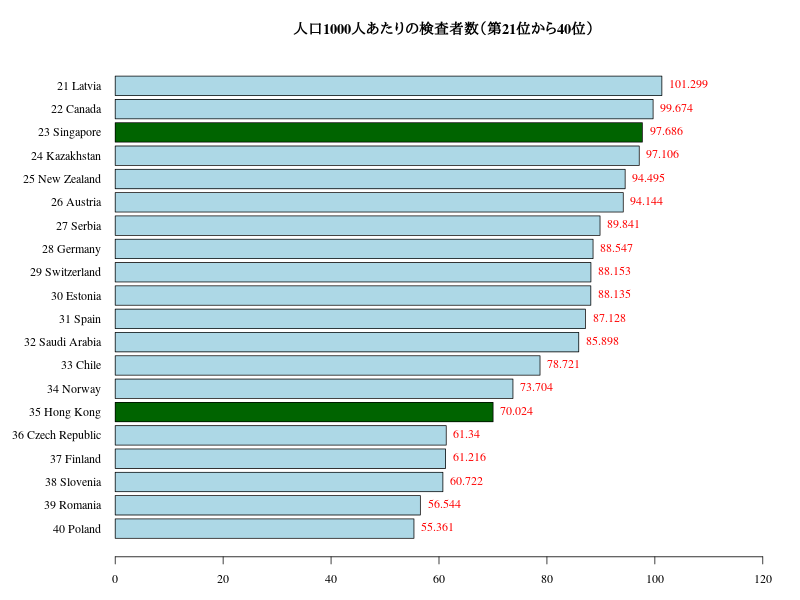 人口1000人あたりの検査者数（第21位から40位）
21 Latvia 101.299
22 Canada 99.674
23 Singapore 97.686
24 Kazakhstan 97.106
25 New Zealand 94.495
26 Austria 94.144
27 Serbia 89.841
28 Germany 88.547
29 Switzerland 88.153
30 Estonia 88.135
31 Spain 87.128
32 Saudi Arabia 85.898
33 Chile 78.721
34 Norway 73.704
35 Hong Kong 70.024
36 Czech Republic 61.34
37 Finland 61.216
38 Slovenia 60.722
39 Romania 56.544
40 Poland 55.361
0 20 40 60 80 100 120